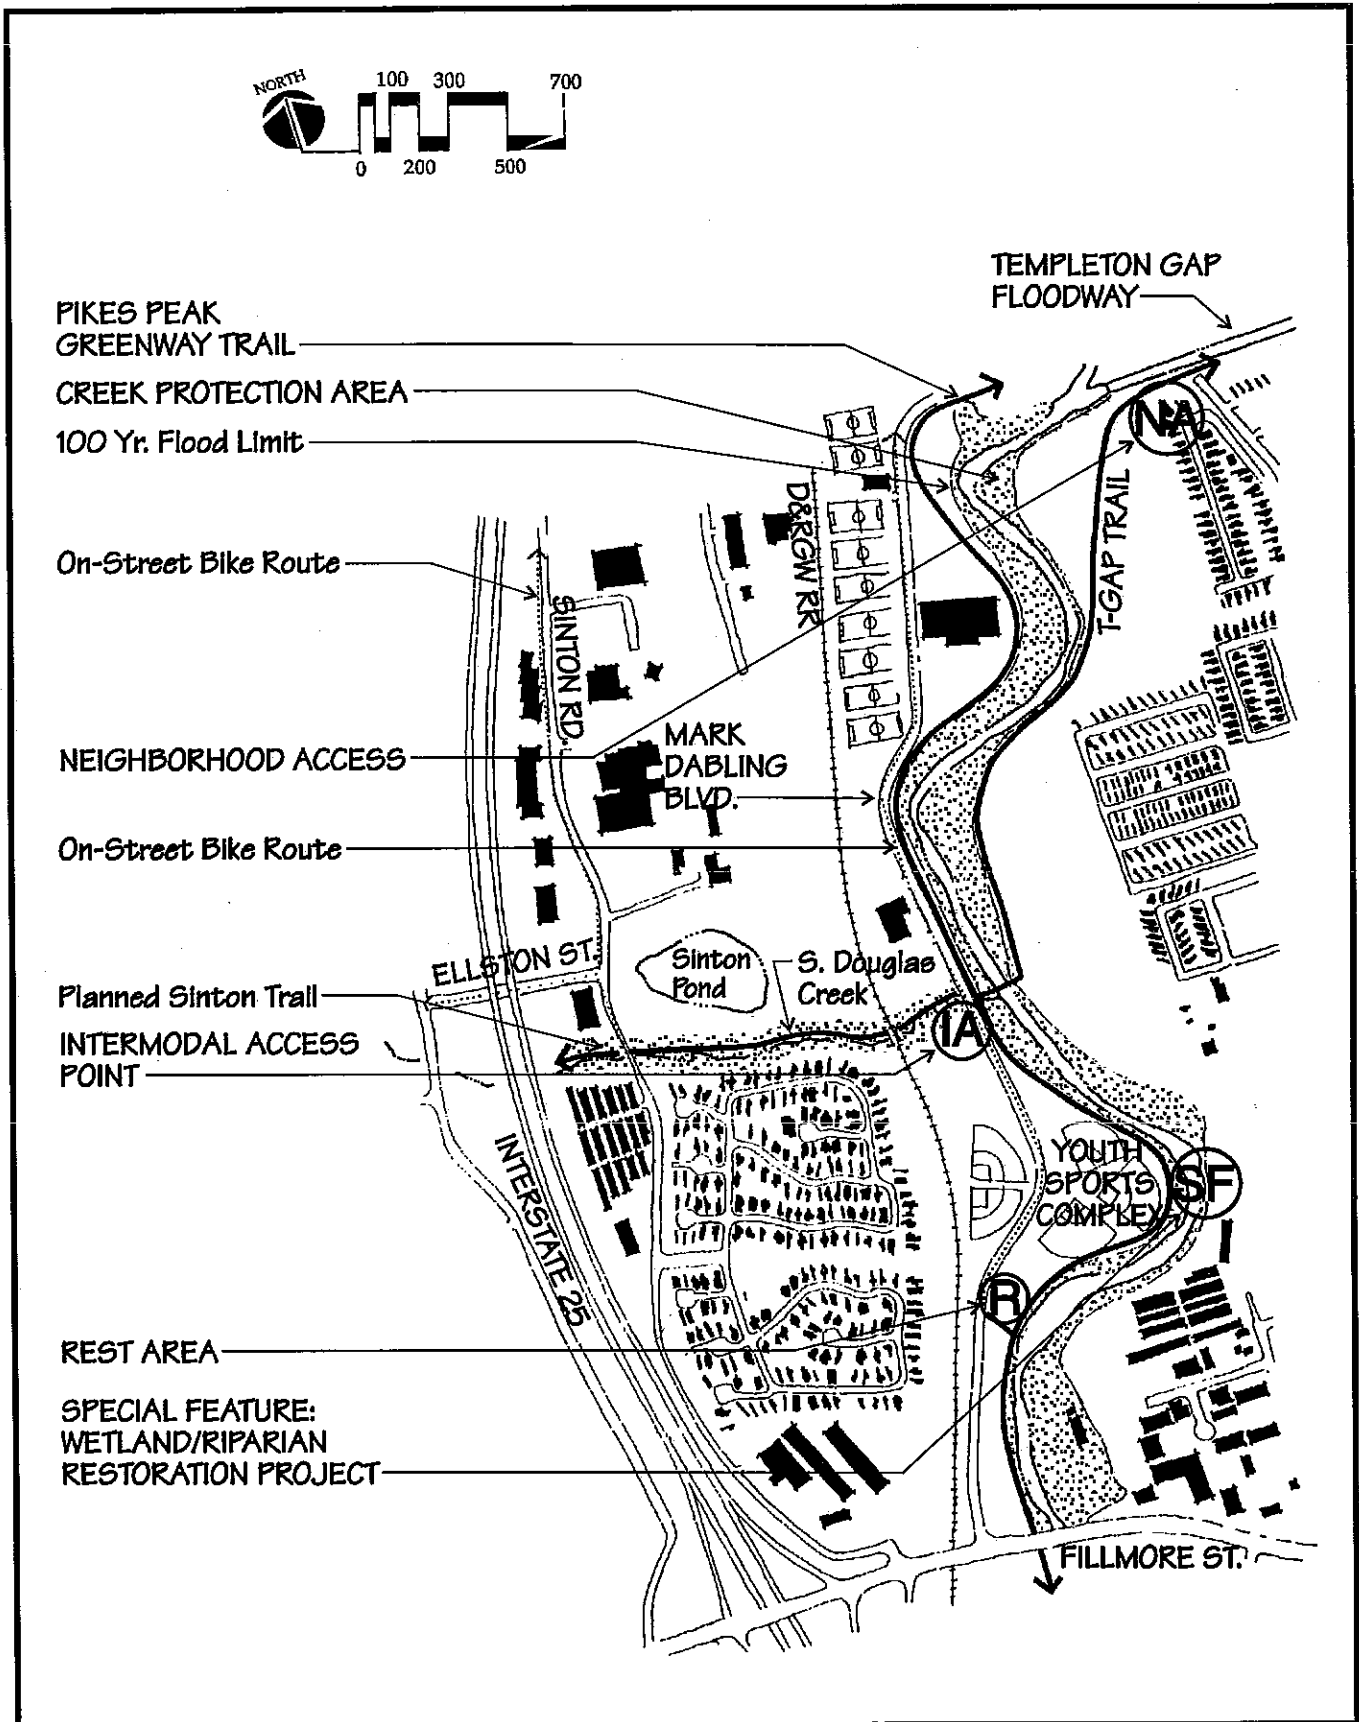 NORTH
100 300 700
0 200 500
TEMPLETON GAP
FLOODWAY
PIKES PEAK
GREENWAY TRAIL
CREEK PROTECTION AREA
100 Yr. Flood Limit
NA
D&RGW RR
T-GAP TRAIL
On-Street Bike Route
SINTON RD.
NEIGHBORHOOD ACCESS
MARK
DABLING
BLVD.
On-Street Bike Route
ELLSTON ST.
Sinton
Pond
S. Douglas
Creek
Planned Sinton Trail
INTERMODAL ACCESS
POINT
IA
INTERSTATE 25
YOUTH
SPORTS
COMPLEX
SF
R
REST AREA
SPECIAL FEATURE:
WETLAND/RIPARIAN
RESTORATION PROJECT
FILLMORE ST.